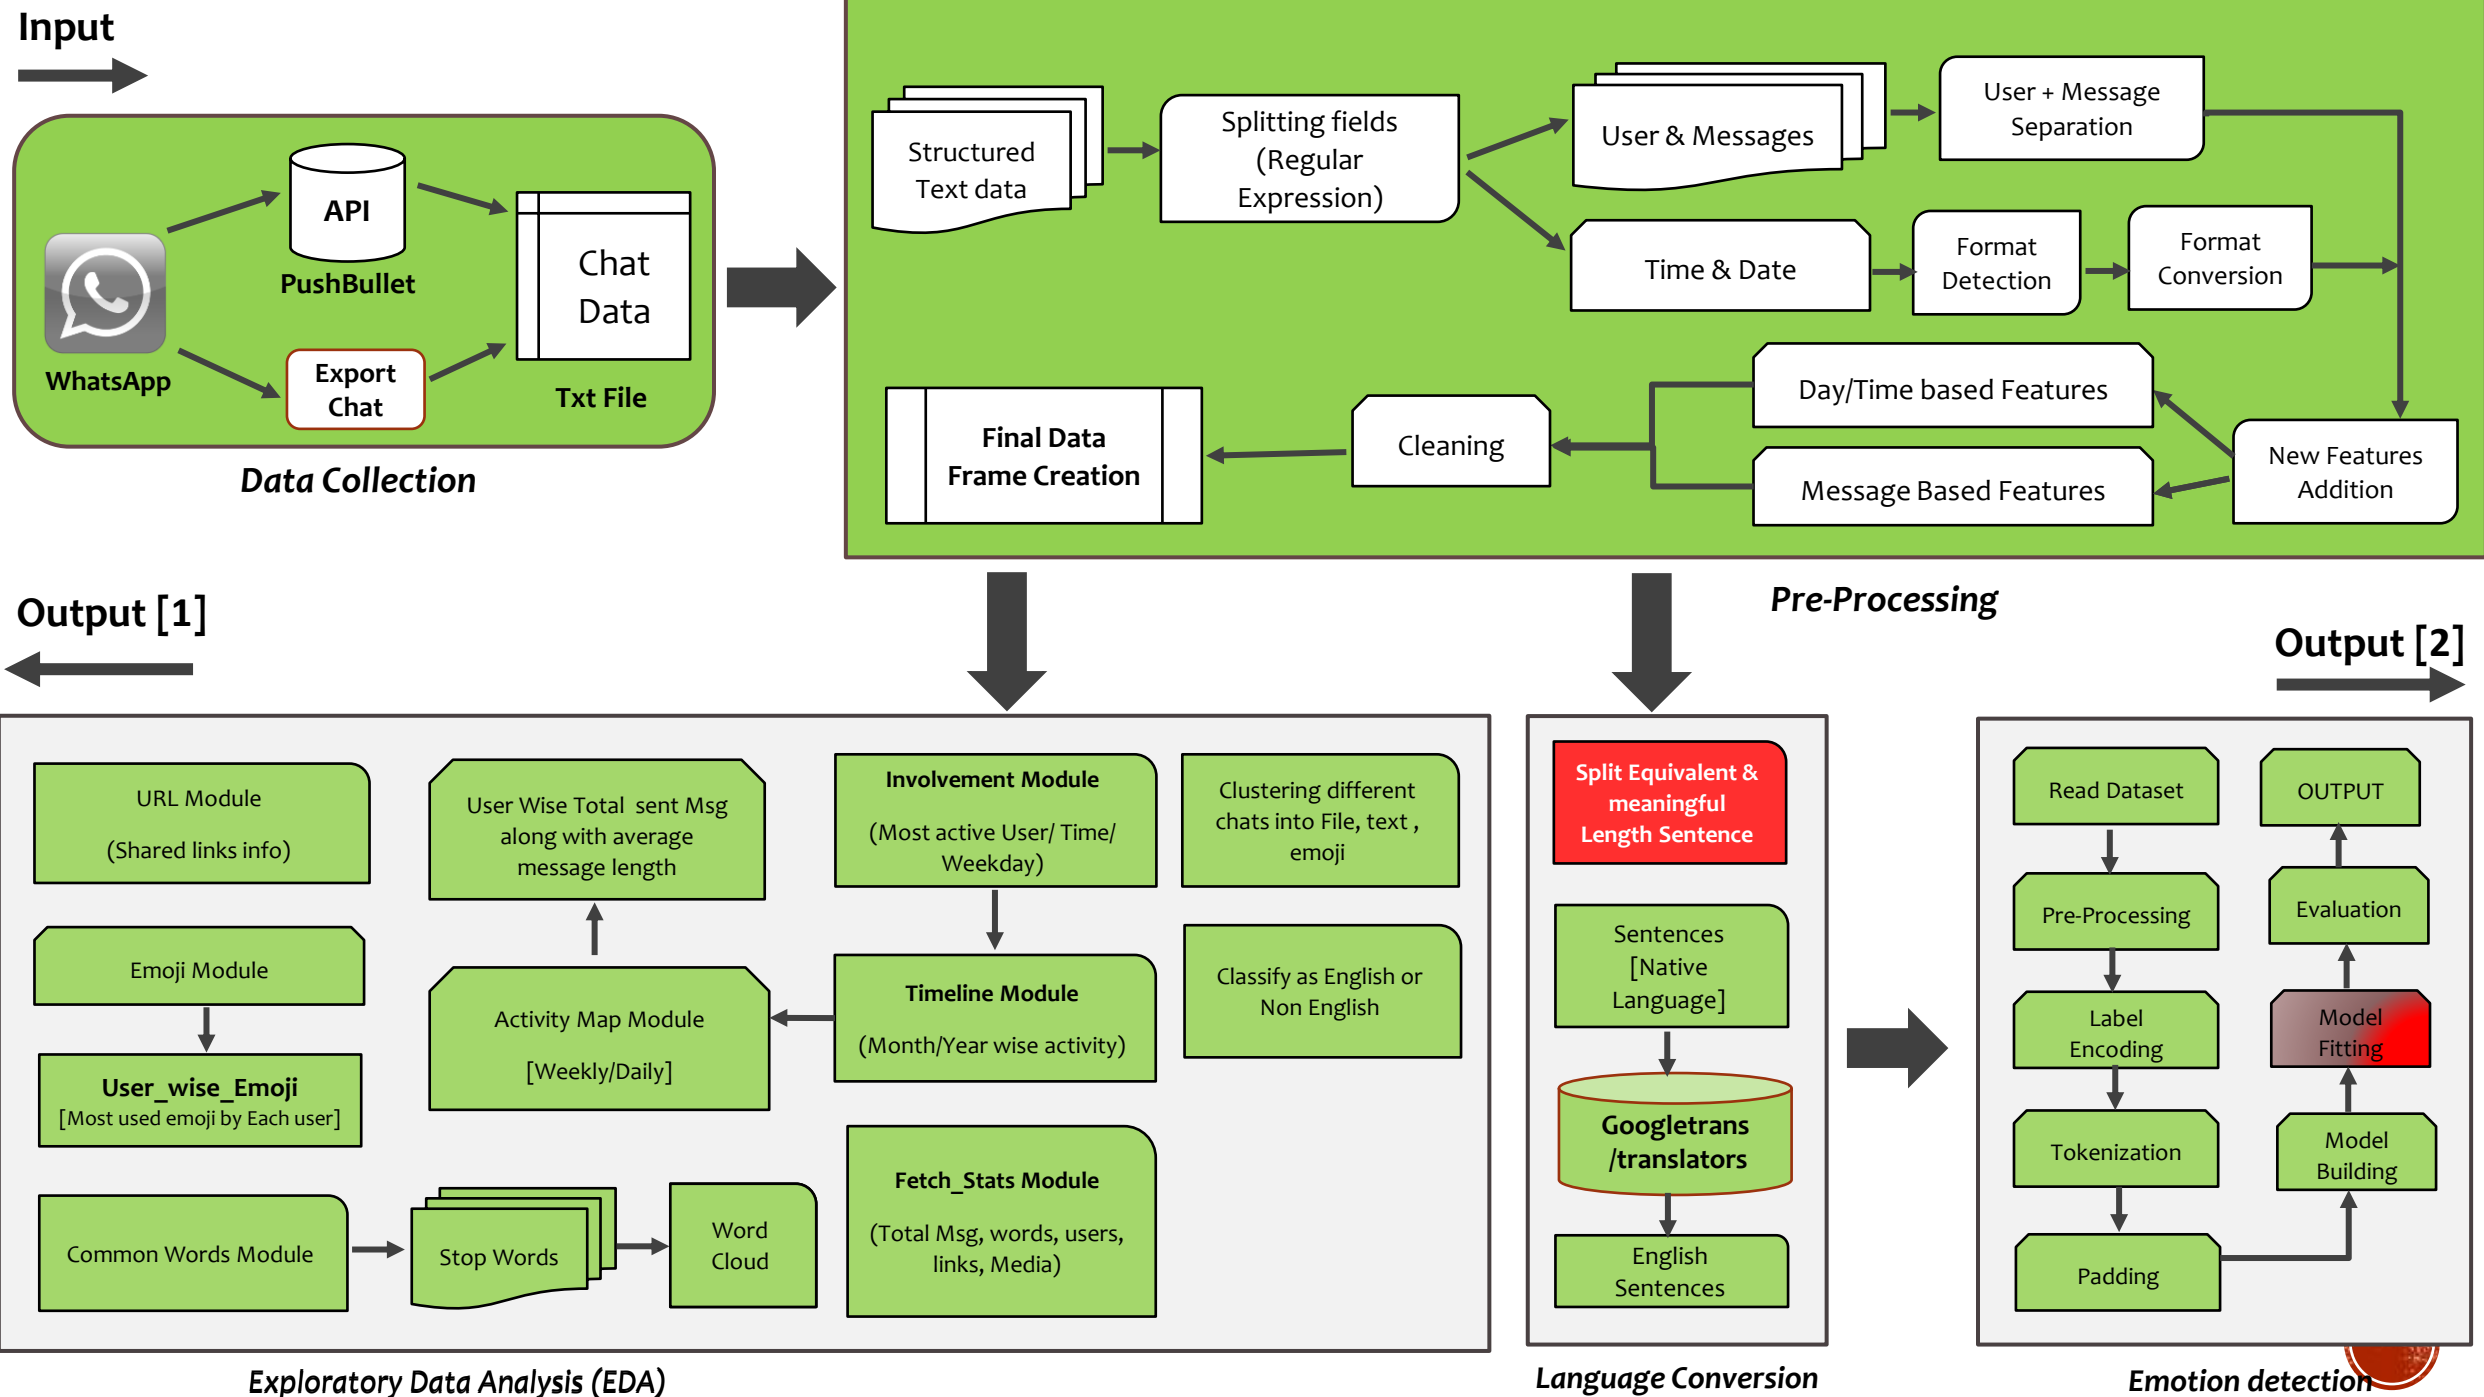 Input
API
PushBullet
WhatsApp
Export
Chat
Chat
Data
Txt File
Data Collection
Structured
Text data
Splitting fields
(Regular
Expression)
User & Messages
User + Message
Separation
Time & Date
Format
Detection
Format
Conversion
New Features
Addition
Day/Time based Features
Message Based Features
Cleaning
Final Data
Frame Creation
Pre-Processing
Output [1]
Output [2]
URL Module
(Shared links info)
User Wise Total sent Msg
along with average
message length
Involvement Module
(Most active User/ Time/
Weekday)
Clustering different
chats into File, text ,
emoji
Emoji Module
User_wise_Emoji
[Most used emoji by Each user]
Activity Map Module
[Weekly/Daily]
Timeline Module
(Month/Year wise activity)
Classify as English or
Non English
Common Words Module
Stop Words
Word
Cloud
Fetch_Stats Module
(Total Msg, words, users,
links, Media)
Exploratory Data Analysis (EDA)
Split Equivalent &
meaningful
Length Sentence
Sentences
[Native
Language]
Googletrans
/translators
English
Sentences
Language Conversion
Read Dataset
Pre-Processing
Label
Encoding
Tokenization
Padding
Model
Building
Model
Fitting
Evaluation
OUTPUT
Emotion detection